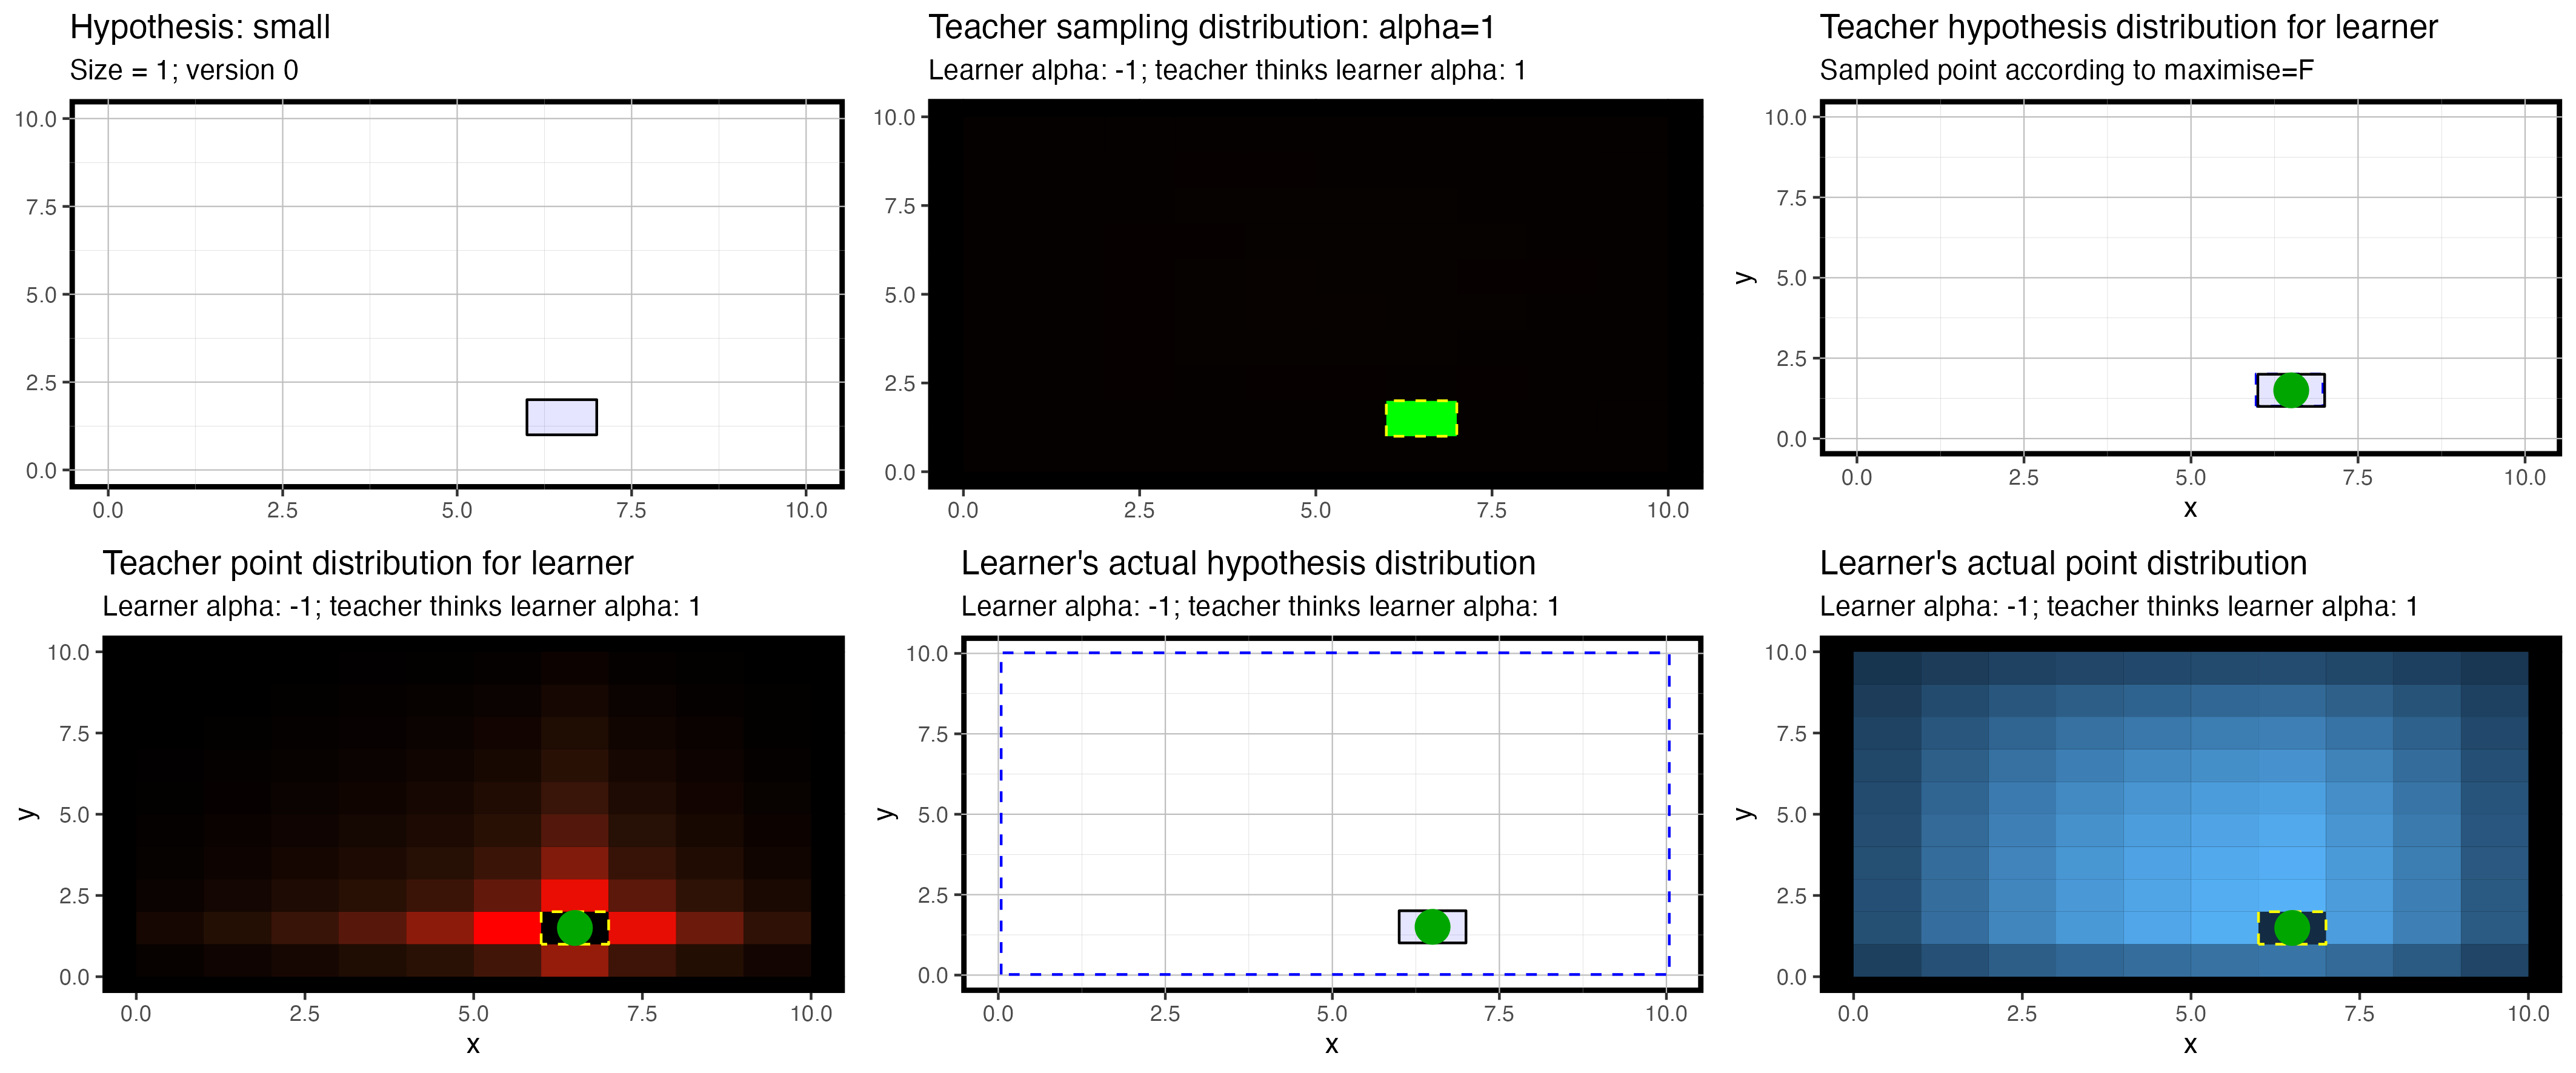 Hypothesis: small
Size = 1; version 0
10.0
7.5
5.0
2.5
0.0
0.0 2.5 5.0 7.5 10.0
Teacher sampling distribution: alpha=1
Learner alpha: -1; teacher thinks learner alpha: 1
10.0
7.5
5.0
2.5
0.0
0.0 2.5 5.0 7.5 10.0
Teacher hypothesis distribution for learner
Sampled point according to maximise=F
y
10.0
7.5
5.0
2.5
0.0
0.0 2.5 5.0 7.5 10.0
x
Teacher point distribution for learner
Learner alpha: -1; teacher thinks learner alpha: 1
y
10.0
7.5
5.0
2.5
0.0
0.0 2.5 5.0 7.5 10.0
x
Learner's actual hypothesis distribution
Learner alpha: -1; teacher thinks learner alpha: 1
y
10.0
7.5
5.0
2.5
0.0
0.0 2.5 5.0 7.5 10.0
x
Learner's actual point distribution
Learner alpha: -1; teacher thinks learner alpha: 1
y
10.0
7.5
5.0
2.5
0.0
0.0 2.5 5.0 7.5 10.0
x